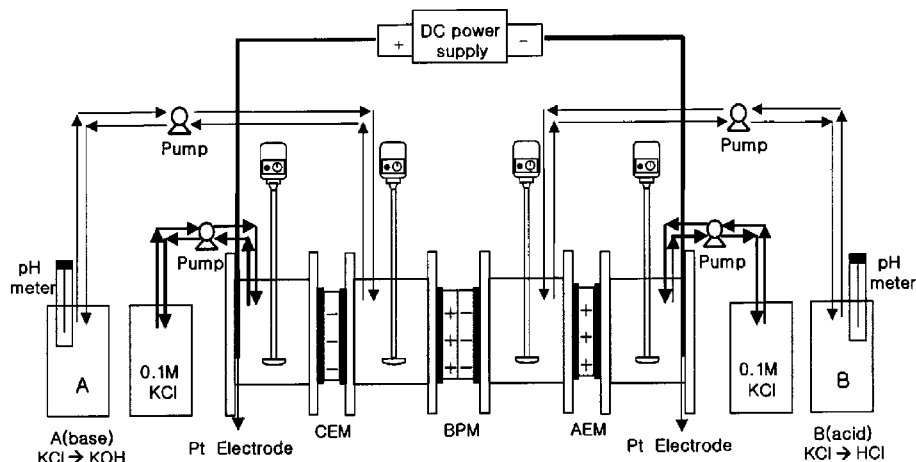 + DC power supply −
Pump
Pump
Pump
Pump
pH meter
pH meter
A
0.1M KCl
− − −
+ + + − − −
+ + +
0.1M KCl
B
A(base)
KCl → KOH
Pt Electrode
CEM
BPM
AEM
Pt Electrode
B(acid)
KCl → HCl